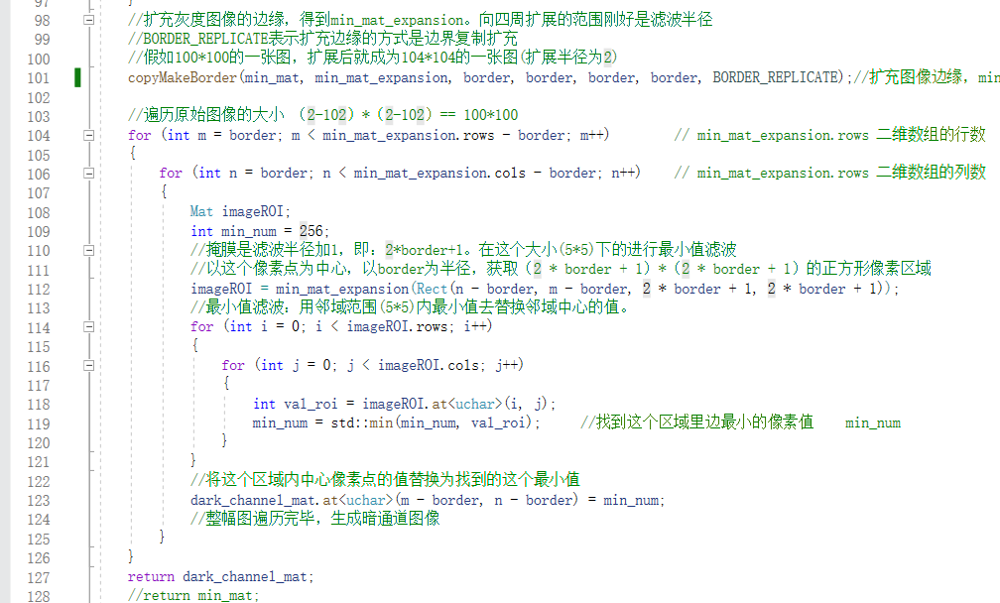 97 }
98 //扩充灰度图像的边缘，得到min_mat_expansion。向四周扩展的范围刚好是滤波半径
99 //BORDER_REPLICATE表示扩充边缘的方式是边界复制扩充
100 //假如100*100的一张图，扩展后就成为104*104的一张图(扩展半径为2)
101 copyMakeBorder(min_mat, min_mat_expansion, border, border, border, border, BORDER_REPLICATE);//扩充图像边缘，min
102
103 //遍历原始图像的大小 （2-102）*（2-102）== 100*100
104 for (int m = border; m < min_mat_expansion.rows - border; m++) // min_mat_expansion.rows 二维数组的行数
105 {
106 for (int n = border; n < min_mat_expansion.cols - border; n++) // min_mat_expansion.rows 二维数组的列数
107 {
108 Mat imageROI;
109 int min_num = 256;
110 //掩膜是滤波半径加1，即：2*border+1。在这个大小(5*5)下的进行最小值滤波
111 //以这个像素点为中心，以border为半径，获取（2 * border + 1）*（2 * border + 1）的正方形像素区域
112 imageROI = min_mat_expansion(Rect(n - border, m - border, 2 * border + 1, 2 * border + 1));
113 //最小值滤波：用邻域范围(5*5)内最小值去替换邻域中心的值。
114 for (int i = 0; i < imageROI.rows; i++)
115 {
116 for (int j = 0; j < imageROI.cols; j++)
117 {
118 int val_roi = imageROI.at<uchar>(i, j);
119 min_num = std::min(min_num, val_roi); //找到这个区域里边最小的像素值 min_num
120 }
121 }
122 //将这个区域内中心像素点的值替换为找到的这个最小值
123 dark_channel_mat.at<uchar>(m - border, n - border) = min_num;
124 //整幅图遍历完毕，生成暗通道图像
125 }
126 }
127 return dark_channel_mat;
128 //return min_mat;